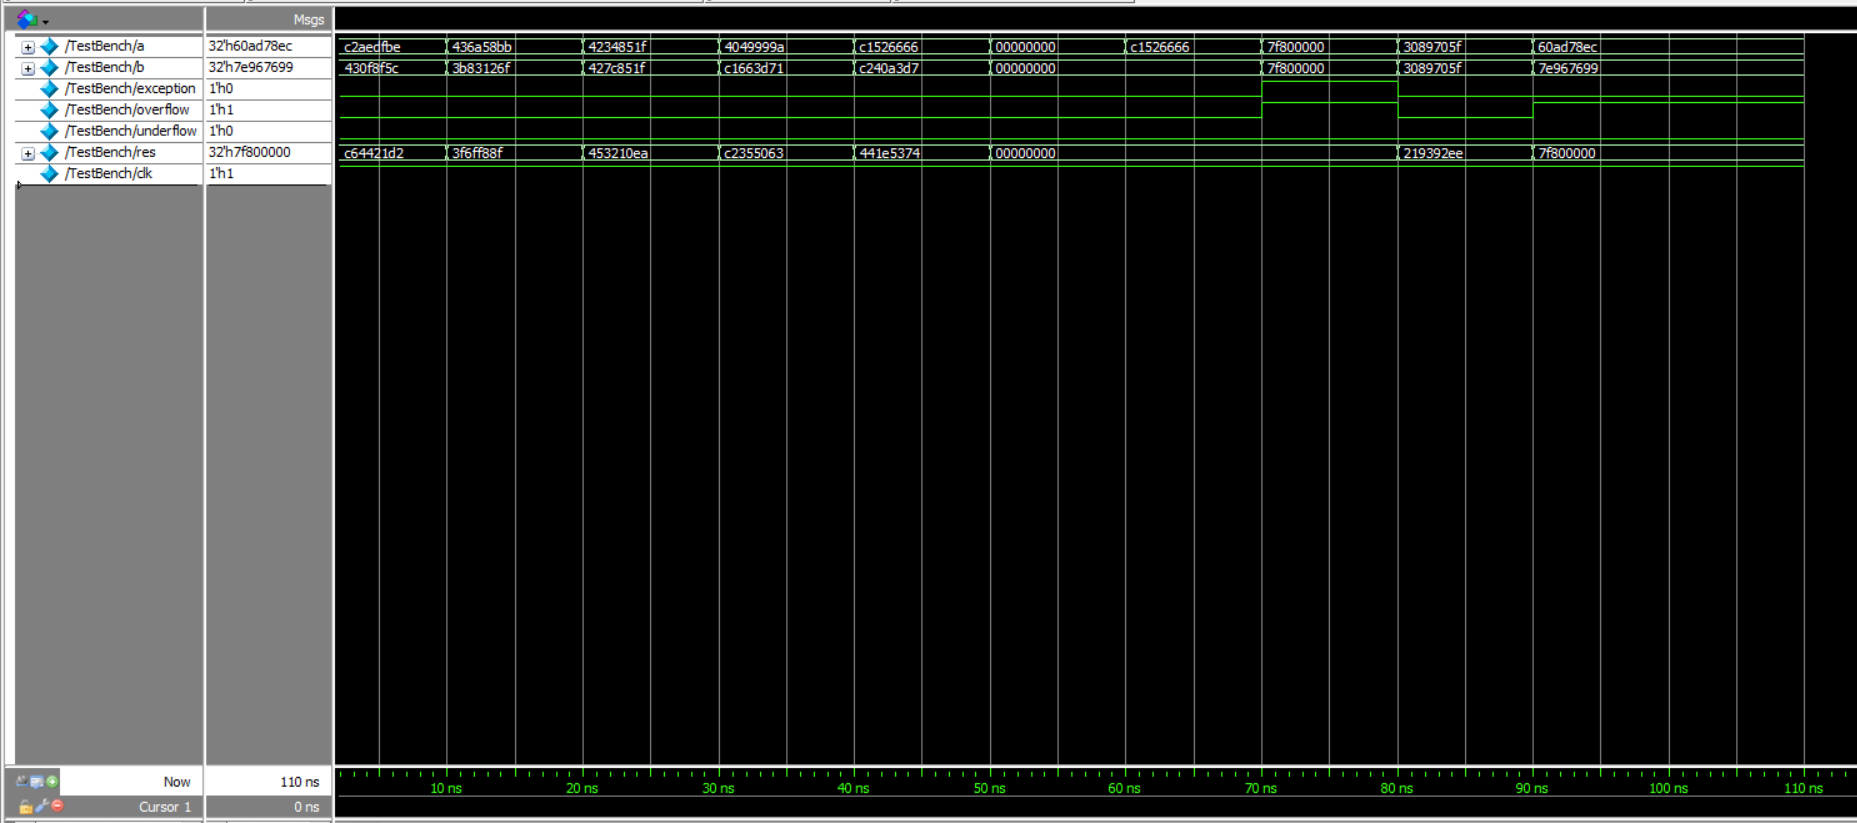 Msgs
/TestBench/a 32'h60ad78ec c2aedfbe 436a58bb 4234851f 4049999a c1526666 00000000 c1526666 7f800000 3089705f 60ad78ec
/TestBench/b 32'h7e967699 430f8f5c 3b83126f 427c851f c1663d71 c240a3d7 00000000 7f800000 3089705f 7e967699
/TestBench/exception 1'h0
/TestBench/overflow 1'h1
/TestBench/underflow 1'h0
/TestBench/res 32'h7f800000 c64421d2 3f6ff88f 453210ea c2355063 441e5374 00000000 219392ee 7f800000
/TestBench/clk 1'h1
Now 110 ns 10 ns 20 ns 30 ns 40 ns 50 ns 60 ns 70 ns 80 ns 90 ns 100 ns 110 ns
Cursor 1 0 ns